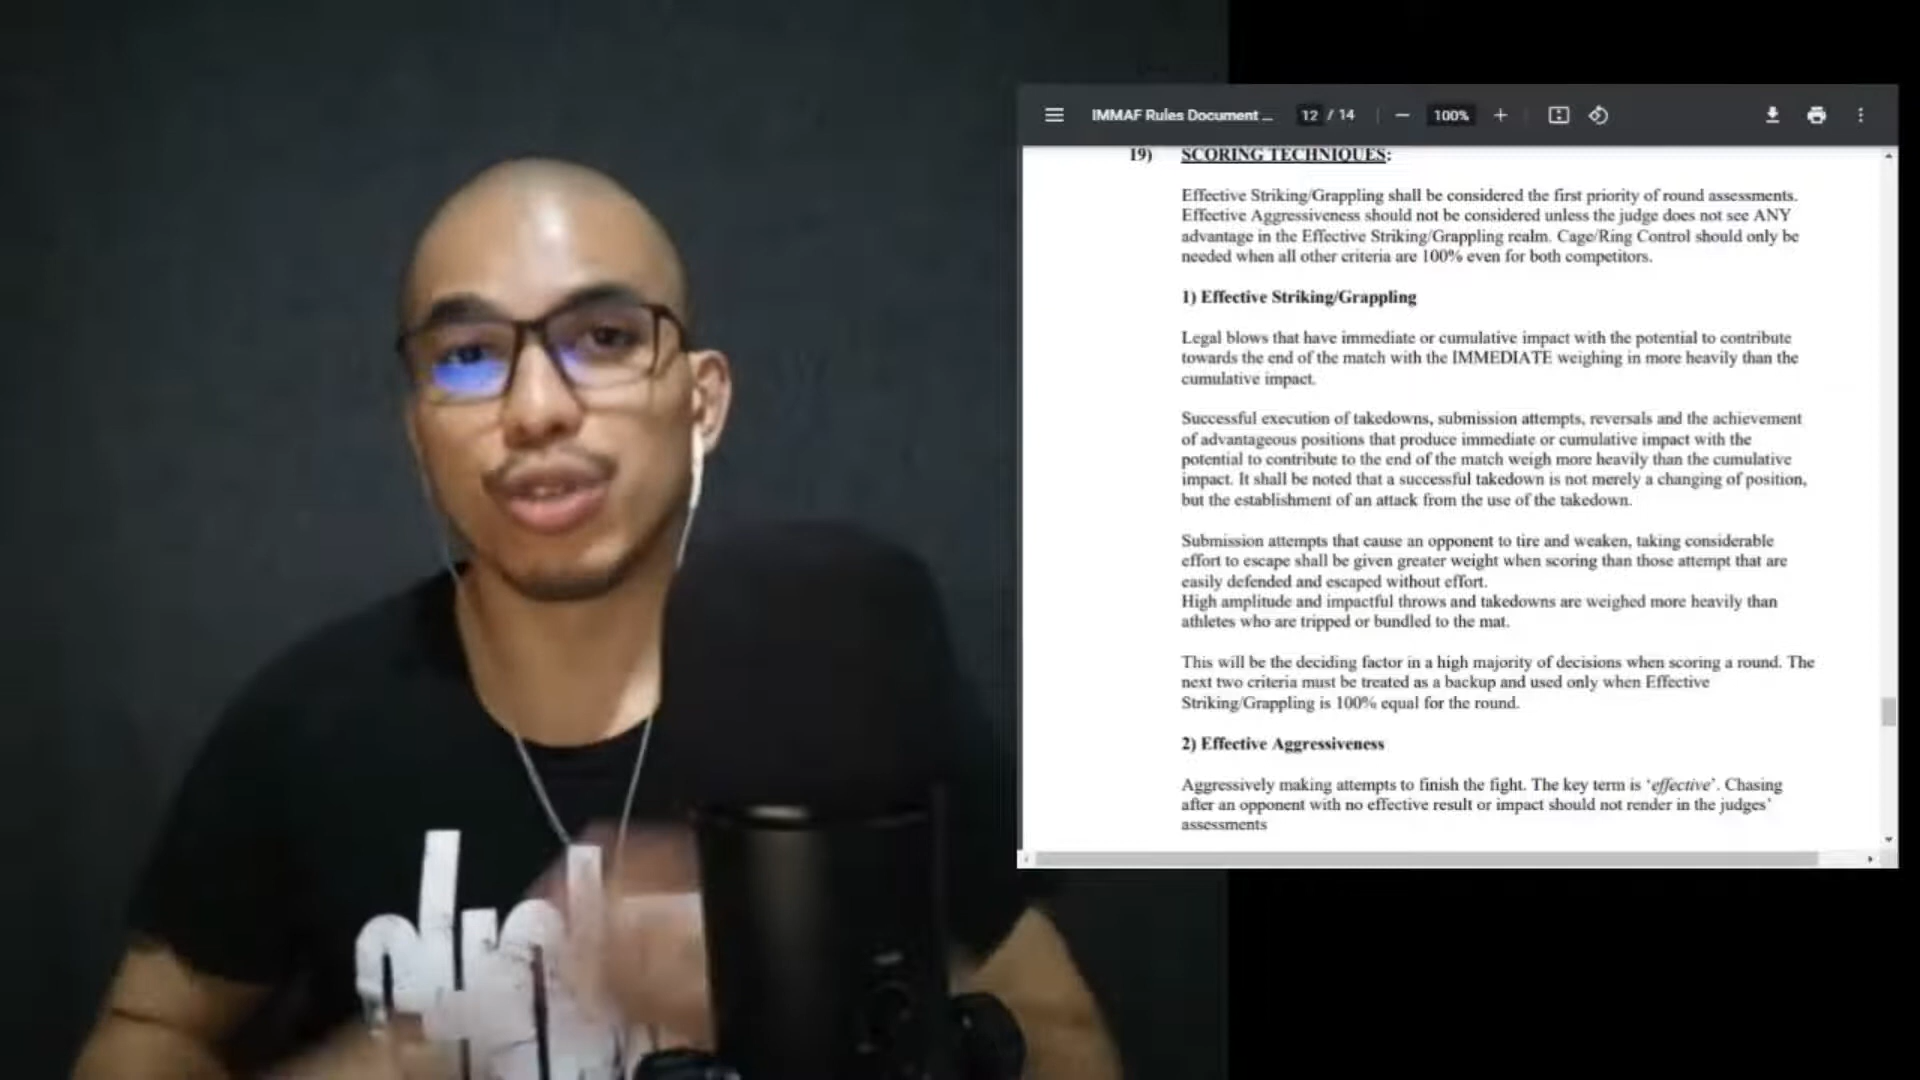 IMMAF Rules Document ... 12 / 14 100%
19) SCORING TECHNIQUES:
Effective Striking/Grappling shall be considered the first priority of round assessments.
Effective Aggressiveness should not be considered unless the judge does not see ANY
advantage in the Effective Striking/Grappling realm. Cage/Ring Control should only be
needed when all other criteria are 100% even for both competitors.
1) Effective Striking/Grappling
Legal blows that have immediate or cumulative impact with the potential to contribute
towards the end of the match with the IMMEDIATE weighing in more heavily than the
cumulative impact.
Successful execution of takedowns, submission attempts, reversals and the achievement
of advantageous positions that produce immediate or cumulative impact with the
potential to contribute to the end of the match weigh more heavily than the cumulative
impact. It shall be noted that a successful takedown is not merely a changing of position,
but the establishment of an attack from the use of the takedown.
Submission attempts that cause an opponent to tire and weaken, taking considerable
effort to escape shall be given greater weight when scoring than those attempt that are
easily defended and escaped without effort.
High amplitude and impactful throws and takedowns are weighed more heavily than
athletes who are tripped or bundled to the mat.
This will be the deciding factor in a high majority of decisions when scoring a round. The
next two criteria must be treated as a backup and used only when Effective
Striking/Grappling is 100% equal for the round.
2) Effective Aggressiveness
Aggressively making attempts to finish the fight. The key term is ‘effective’. Chasing
after an opponent with no effective result or impact should not render in the judges’
assessments